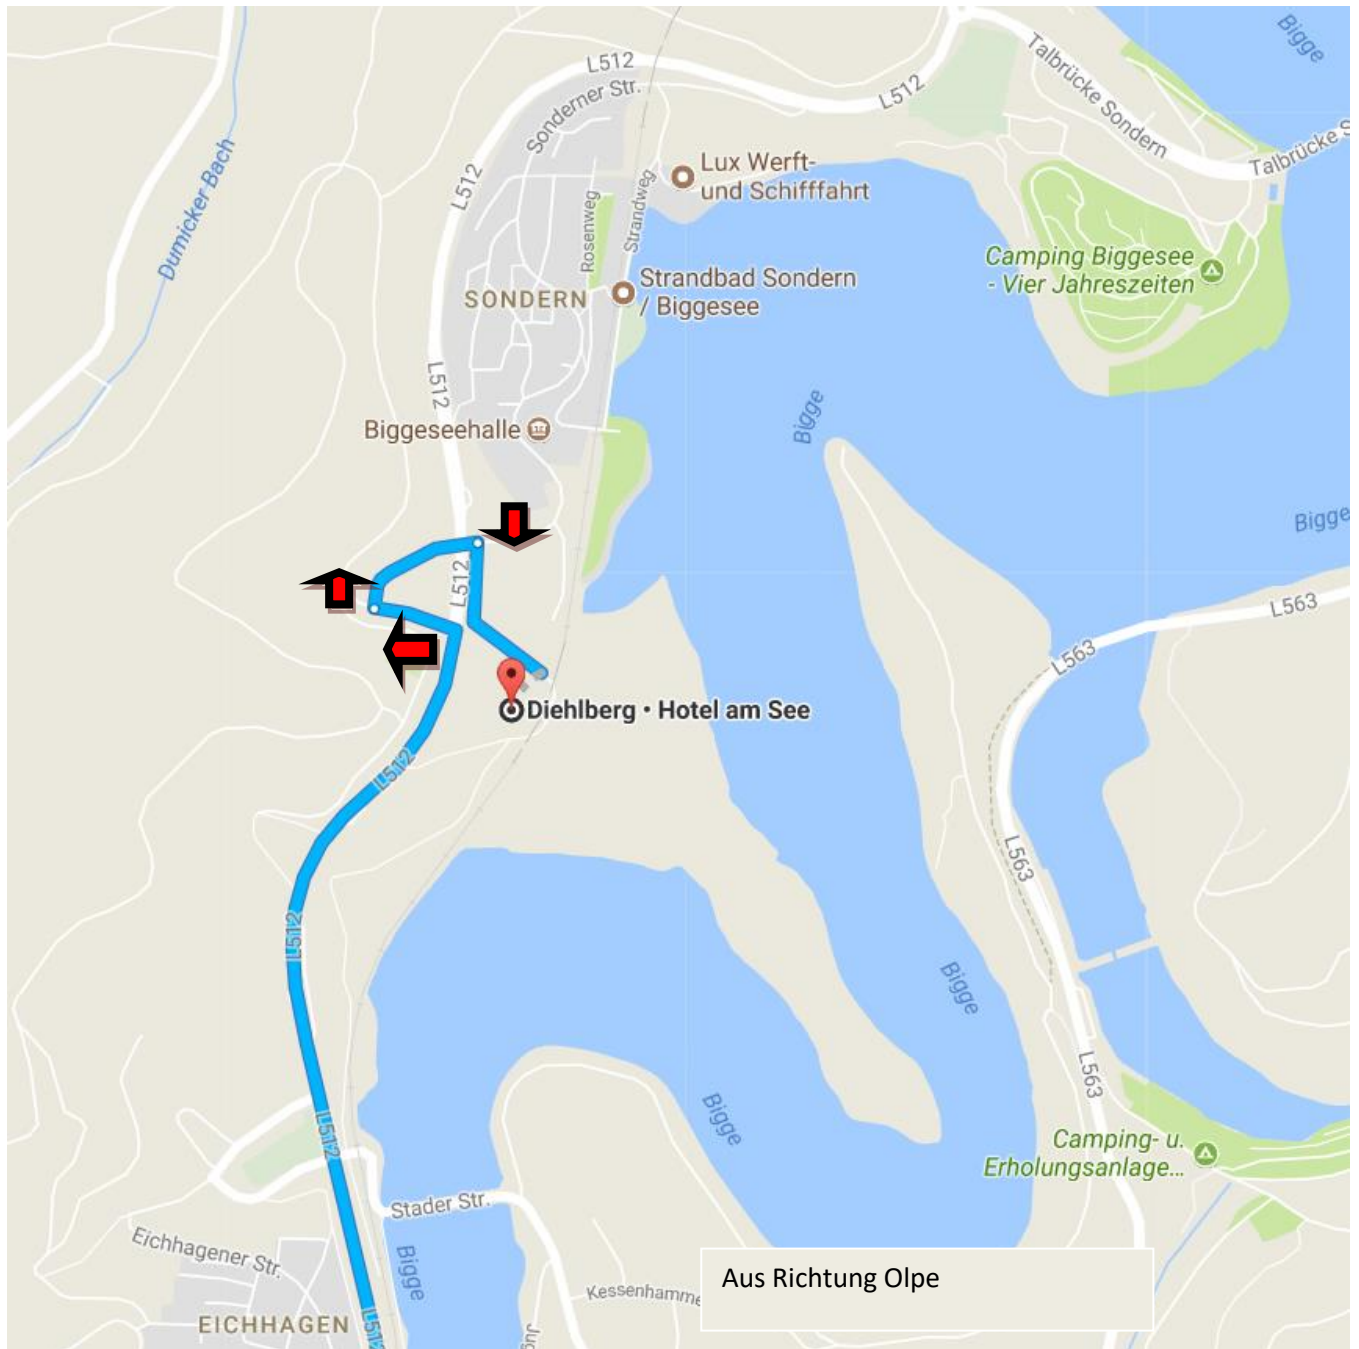 L512
Sonderner Str.
L512
Talbrücke Sondern
Bigge
Talbrücke S
Dumicker Bach
L512
Lux Werft-
und Schifffahrt
Rosenweg
Strandweg
SONDERN
Strandbad Sondern
/ Biggesee
Camping Biggesee
- Vier Jahreszeiten
L512
Biggeseehalle
Bigge
Bigge
L512
L563
L563
Diehlberg • Hotel am See
L512
L563
L512
Bigge
L563
Bigge
L512
Camping- u.
Erholungsanlage...
Stader Str.
Eichhagener Str.
Bigge
Aus Richtung Olpe
Kessenhamme
EICHHAGEN
L512